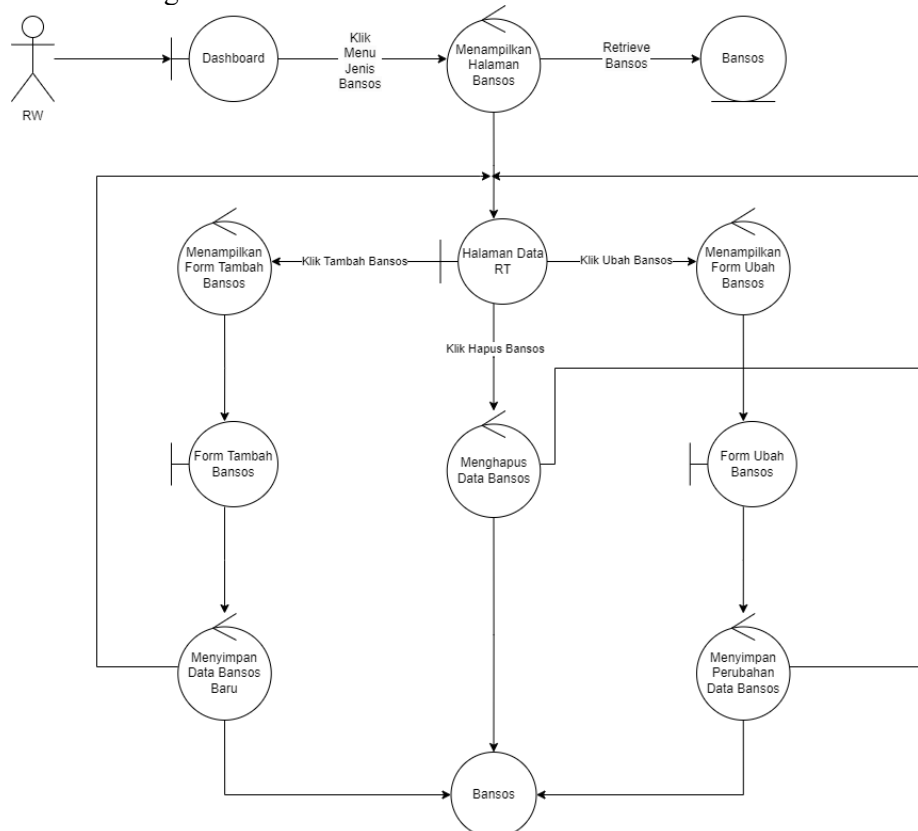 Klik
Menu
Jenis
Bansos
Dashboard
Menampilkan
Halaman
Bansos
Retrieve
Bansos
Bansos
RW
Menampilkan
Form Tambah
Bansos
Klik Tambah Bansos
Halaman Data
RT
Klik Ubah Bansos
Menampilkan
Form Ubah
Bansos
Klik Hapus Bansos
Form Tambah
Bansos
Menghapus
Data Bansos
Form Ubah
Bansos
Menyimpan
Data Bansos
Baru
Menyimpan
Perubahan
Data Bansos
Bansos